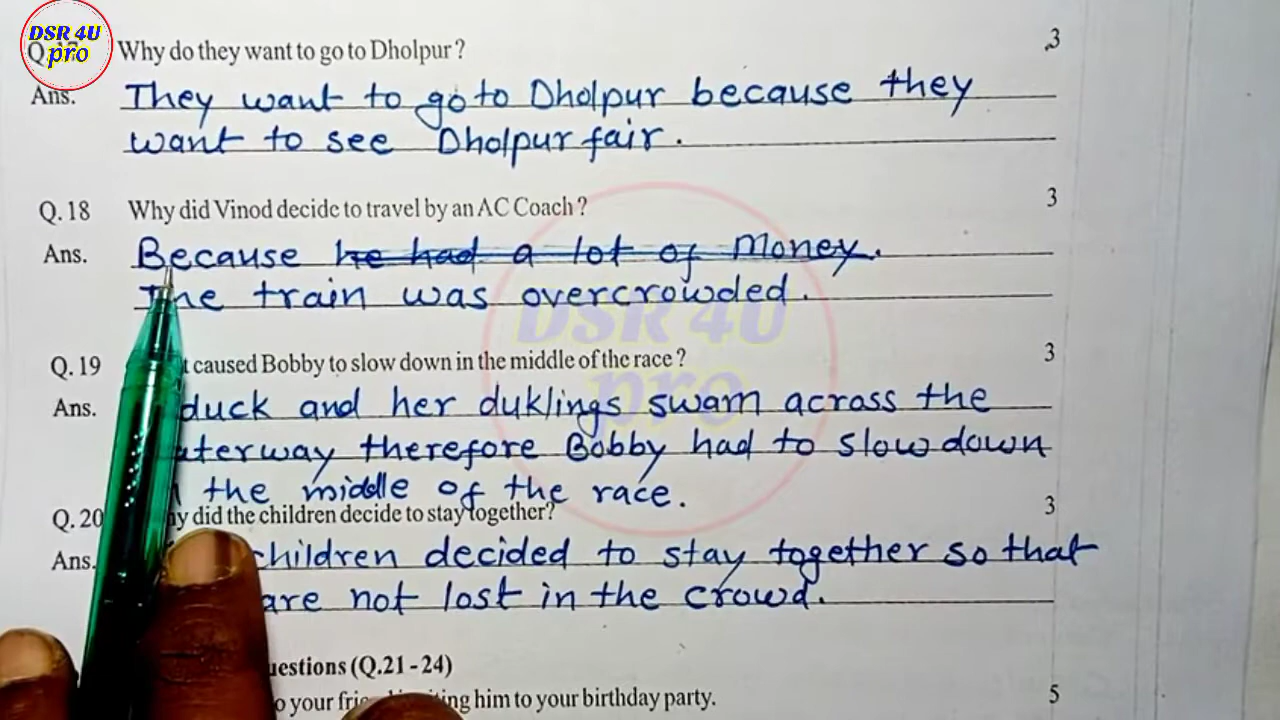 DSR 4U
pro
Why do they want to go to Dholpur ? 3
Ans. They want to go to Dholpur because they
want to see Dholpur fair.
Q. 18 Why did Vinod decide to travel by an AC Coach ? 3
Ans. Because he had a lot of Money.
The train was overcrowded.
DSR 4U
pro
Q. 19 caused Bobby to slow down in the middle of the race ? 3
Ans. duck and her duklings swam across the
therefore Bobby had to slow down
the middle of the race.
Q. 20 did the children decide to stay together? 3
Ans. children decided to stay together so that
are not lost in the crowd.
(Q.21 - 24)
your him to your birthday party. 5